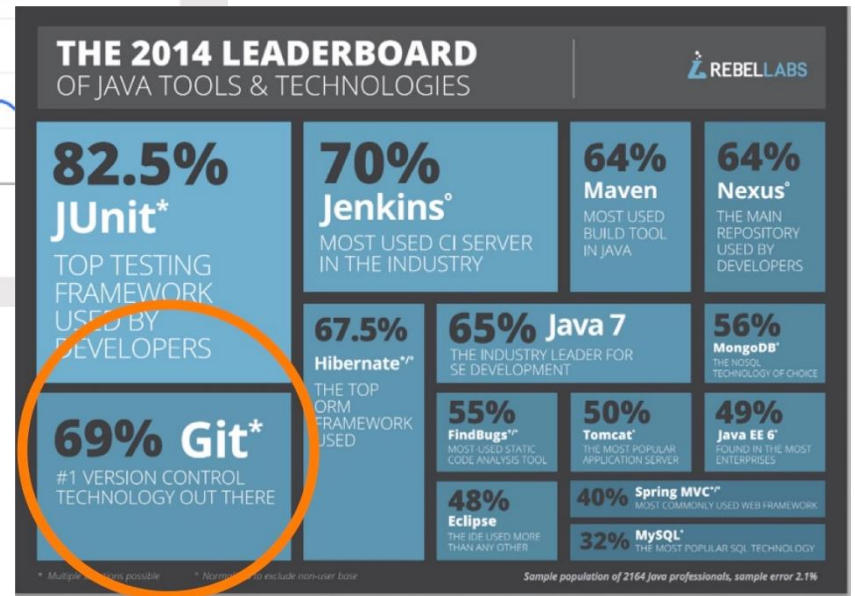 THE 2014 LEADERBOARD
OF JAVA TOOLS & TECHNOLOGIES
REBELLABS
82.5%
JUnit*
TOP TESTING
FRAMEWORK
USED BY
DEVELOPERS
70%
Jenkins°
MOST USED CI SERVER
IN THE INDUSTRY
64%
Maven
MOST USED
BUILD TOOL
IN JAVA
64%
Nexus°
THE MAIN
REPOSITORY
USED BY
DEVELOPERS
67.5%
Hibernate*/°
THE TOP
ORM
FRAMEWORK
USED
65% Java 7
THE INDUSTRY LEADER FOR
SE DEVELOPMENT
56%
MongoDB°
THE NOSQL
TECHNOLOGY OF CHOICE
69% Git*
#1 VERSION CONTROL
TECHNOLOGY OUT THERE
55%
FindBugs*/°
MOST-USED STATIC
CODE ANALYSIS TOOL
50%
Tomcat°
THE MOST POPULAR
APPLICATION SERVER
49%
Java EE 6°
FOUND IN THE MOST
ENTERPRISES
48%
Eclipse
THE IDE USED MORE
THAN ANY OTHER
40% Spring MVC*/°
MOST COMMONLY USED WEB FRAMEWORK
32% MySQL°
THE MOST POPULAR SQL TECHNOLOGY
* Multiple selections possible
° Normalized to exclude non-user base
Sample population of 2164 Java professionals, sample error 2.1%